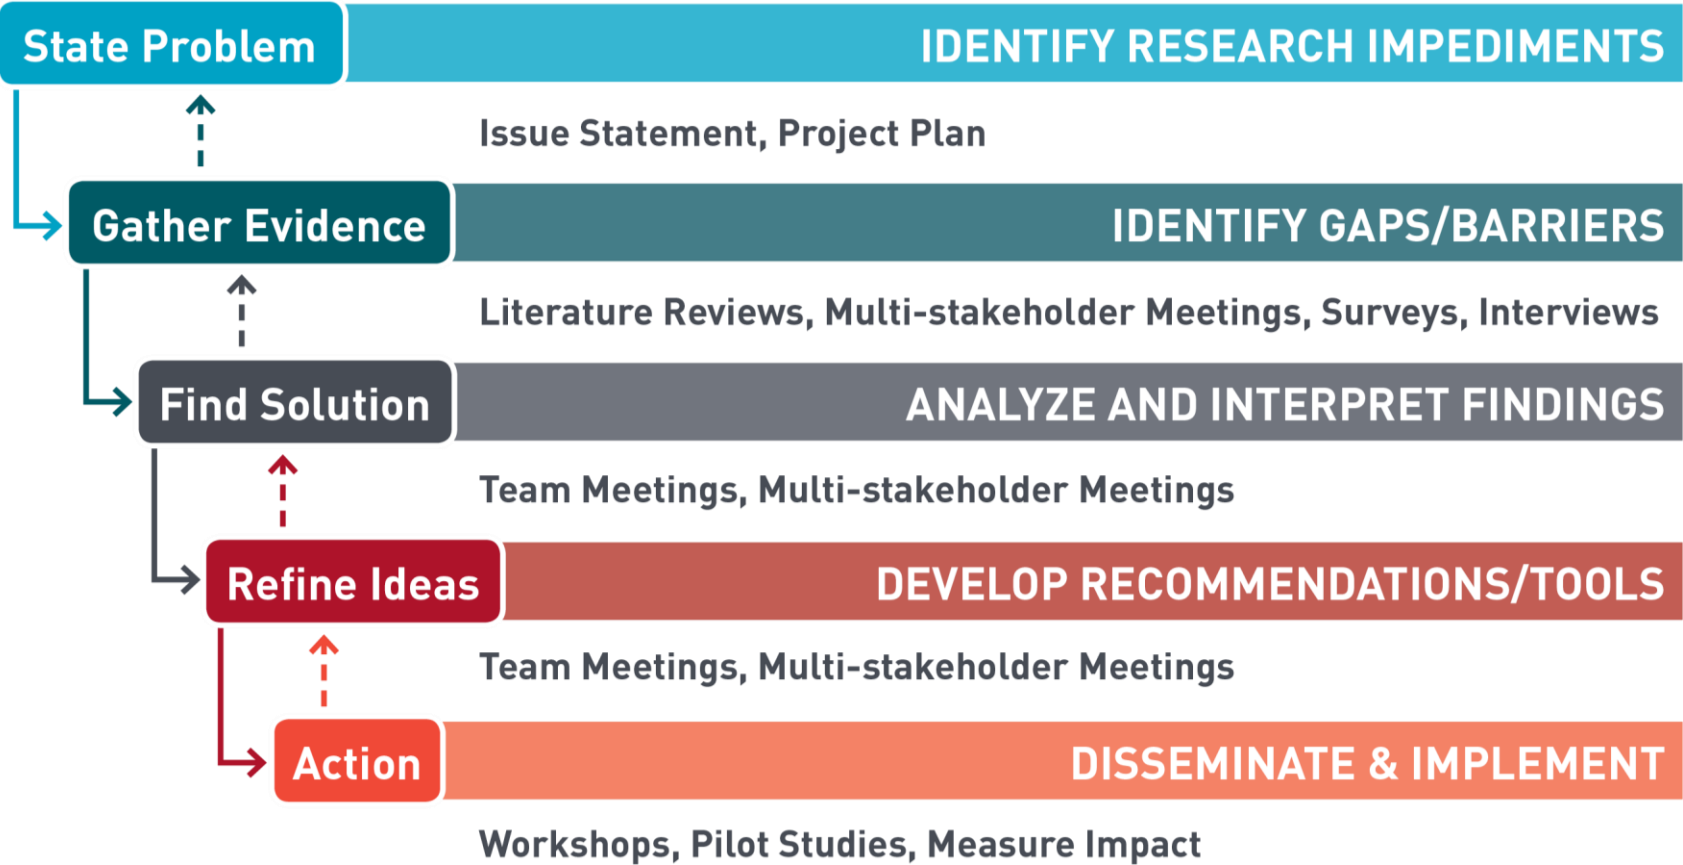 State Problem
IDENTIFY RESEARCH IMPEDIMENTS
Issue Statement, Project Plan
Gather Evidence
IDENTIFY GAPS/BARRIERS
Literature Reviews, Multi-stakeholder Meetings, Surveys, Interviews
Find Solution
ANALYZE AND INTERPRET FINDINGS
Team Meetings, Multi-stakeholder Meetings
Refine Ideas
DEVELOP RECOMMENDATIONS/TOOLS
Team Meetings, Multi-stakeholder Meetings
Action
DISSEMINATE & IMPLEMENT
Workshops, Pilot Studies, Measure Impact